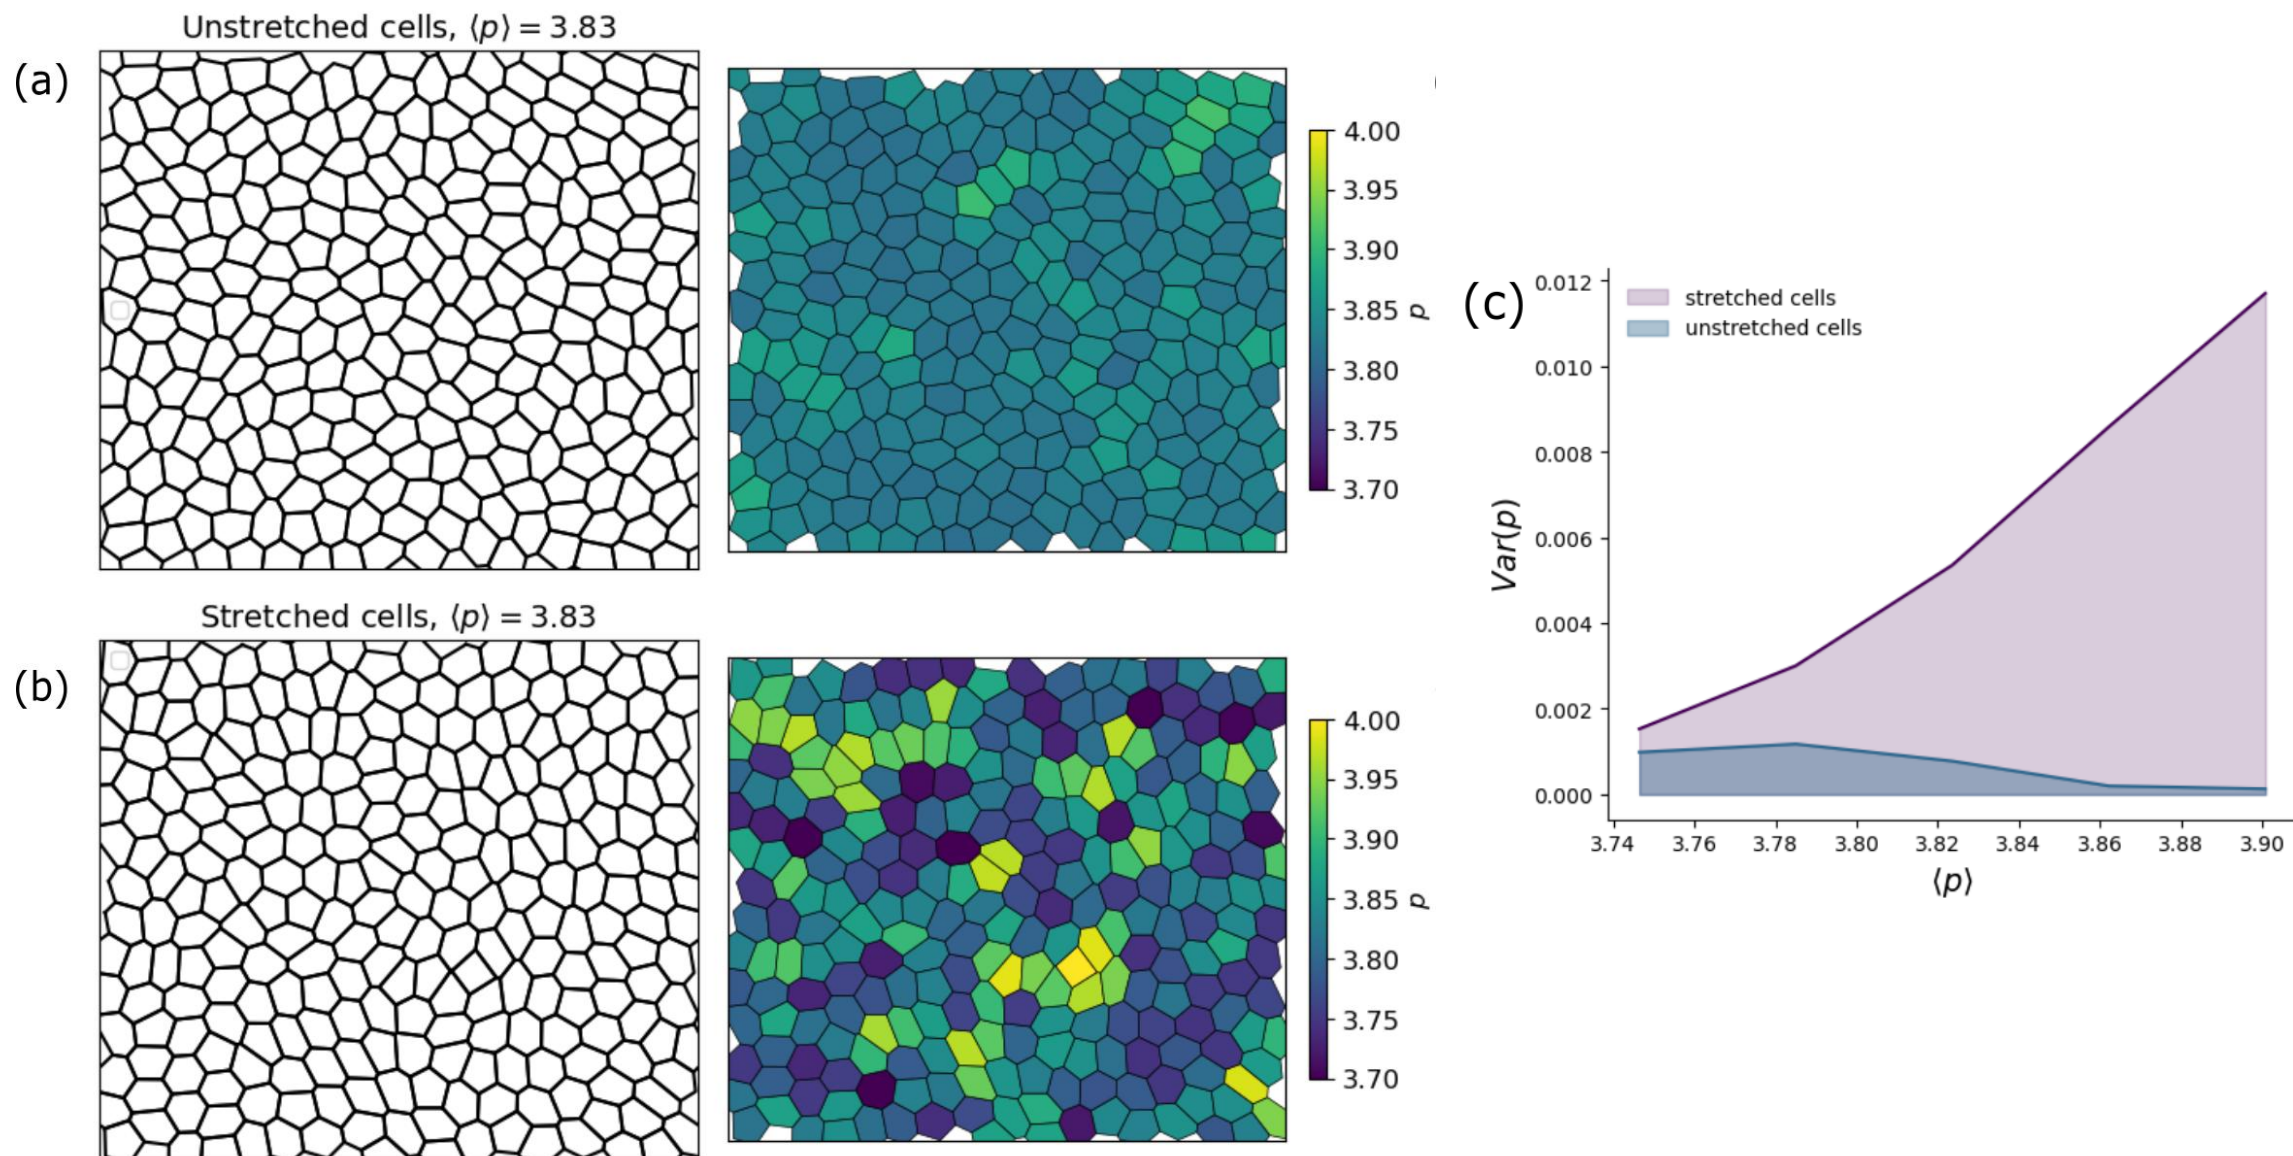 Unstretched cells, ⟨p⟩ = 3.83
(a)
4.00
3.95
3.90
3.85
3.80
3.75
3.70
p
Stretched cells, ⟨p⟩ = 3.83
(b)
4.00
3.95
3.90
3.85
3.80
3.75
3.70
p
(c)
stretched cells
unstretched cells
0.012
0.010
0.008
0.006
0.004
0.002
0.000
Var(p)
3.74 3.76 3.78 3.80 3.82 3.84 3.86 3.88 3.90
⟨p⟩